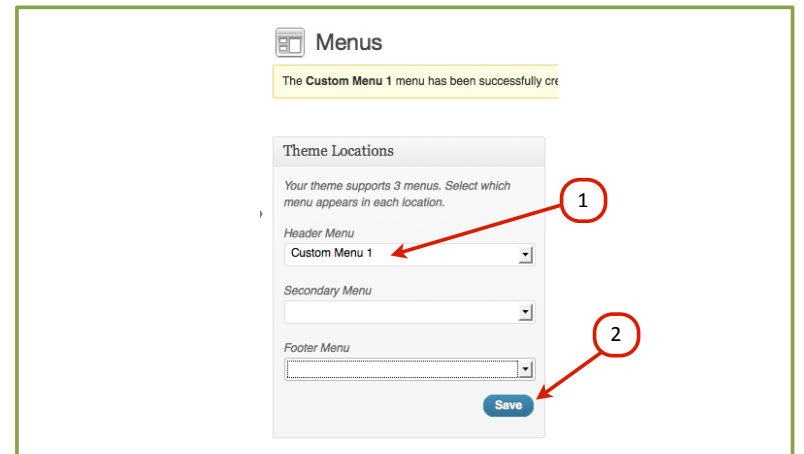 Menus
The Custom Menu 1 menu has been successfully cre
Theme Locations
Your theme supports 3 menus. Select which
menu appears in each location.
1
Header Menu
Custom Menu 1
Secondary Menu
2
Footer Menu
Save